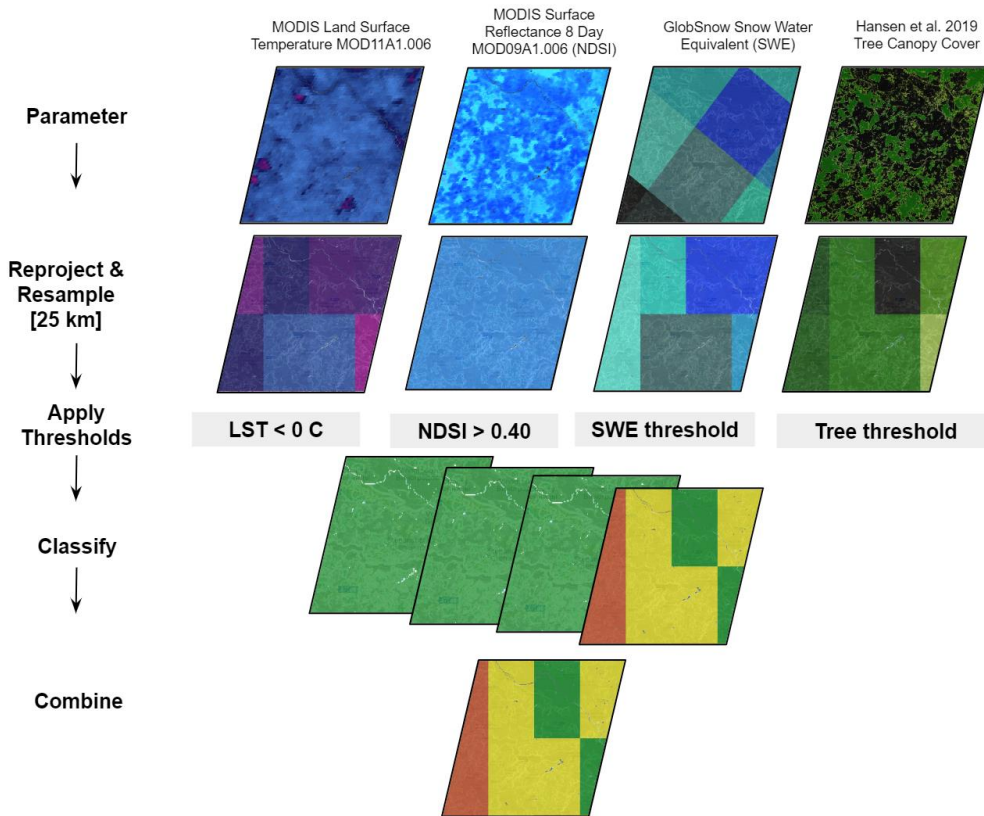 MODIS Land Surface
Temperature MOD11A1.006
MODIS Surface
Reflectance 8 Day
MOD09A1.006 (NDSI)
GlobSnow Snow Water
Equivalent (SWE)
Hansen et al. 2019
Tree Canopy Cover
Parameter
Reproject &
Resample
[25 km]
Apply
Thresholds
LST < 0 C
NDSI > 0.40
SWE threshold
Tree threshold
Classify
Combine